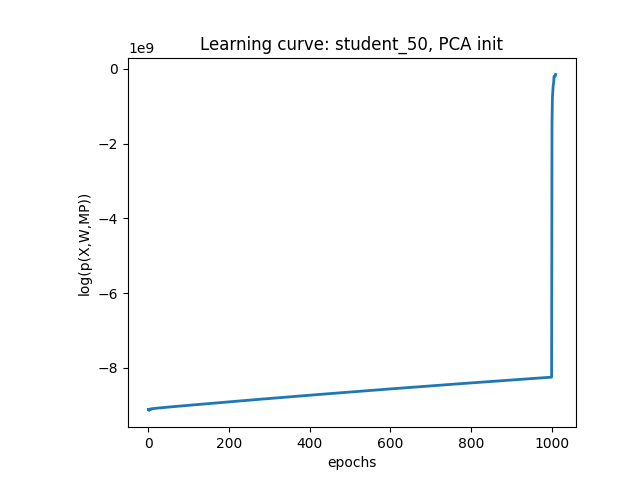 Learning curve: student_50, PCA init
1e9
0
−2
−4
−6
−8
log(p(X,W,MP))
0 200 400 600 800 1000
epochs